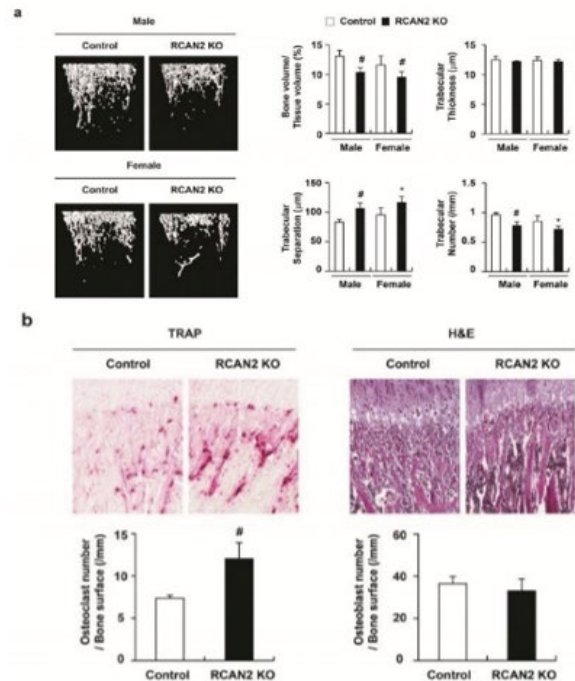 a
Male
Control RCAN2 KO
Female
Control RCAN2 KO
Control RCAN2 KO
Bone volume/
Tissue volume (%)
15
10
5
0
Male Female
Trabecular
Thickness (μm)
15
10
5
0
Male Female
Trabecular
Separation (μm)
150
100
50
0
Male Female
Trabecular
Number (/mm)
1.5
1
0.5
0
Male Female
# #
# *
# *
b
TRAP
Control RCAN2 KO
H&E
Control RCAN2 KO
Osteoclast number
/ Bone surface (/mm)
15
10
5
0
#
Control RCAN2 KO
Osteoblast number
/ Bone surface (/mm)
60
40
20
0
Control RCAN2 KO